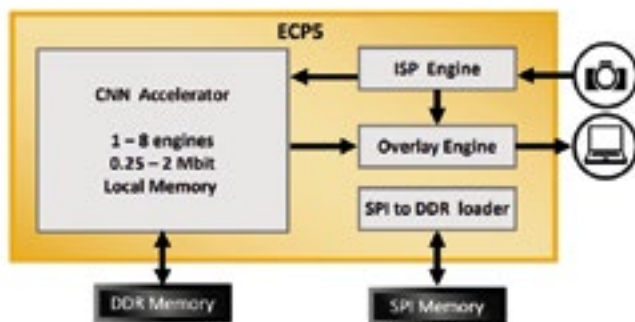 ECP5
CNN Accelerator
1 – 8 engines
0.25 – 2 Mbit
Local Memory
ISP Engine
Overlay Engine
SPI to DDR loader
DDR Memory
SPI Memory